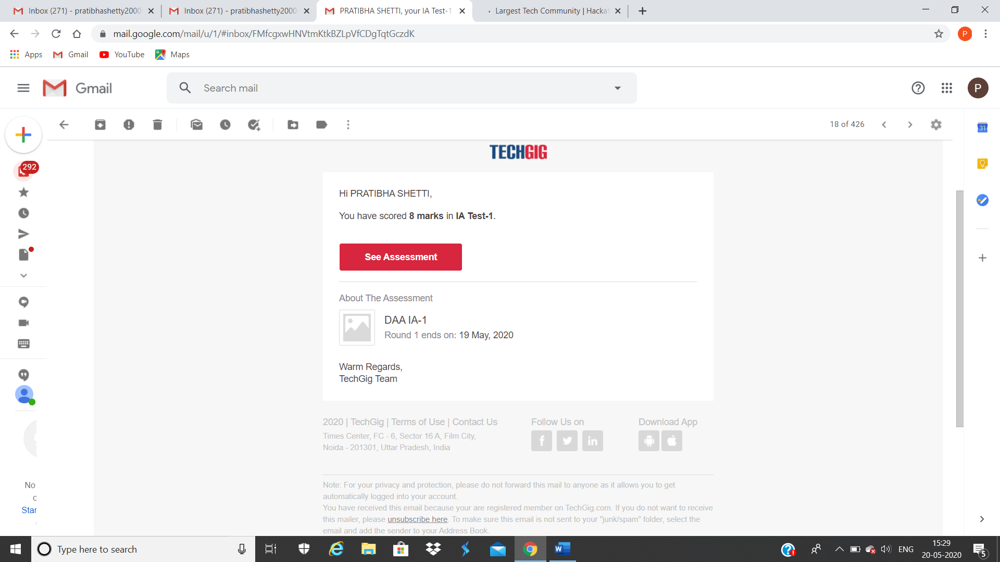 Inbox (271) - pratibhashetty2000
Inbox (271) - pratibhashetty2000
PRATIBHA SHETTI, your IA Test-1
Largest Tech Community | Hacka
mail.google.com/mail/u/1/#inbox/FMfcgxwHNVtmKtkBZLpVfCDgTqtGczdK
P
Apps
Gmail
YouTube
Maps
Gmail
Search mail
P
18 of 426
31
292
TECHGIG
Hi PRATIBHA SHETTI,
You have scored 8 marks in IA Test-1.
See Assessment
About The Assessment
DAA IA-1
Round 1 ends on: 19 May, 2020
Warm Regards,
TechGig Team
2020 | TechGig | Terms of Use | Contact Us
Times Center, FC - 6, Sector 16 A, Film City,
Noida - 201301, Uttar Pradesh, India
Follow Us on
Download App
No
c
Star
Note: For your privacy and protection, please do not forward this mail to anyone as it allows you to get
automatically logged into your account.
You have received this email because your are registered member on TechGig.com. If you do not want to receive
this mailer, please unsubscribe here. To make sure this email is not sent to your "junk/spam" folder, select the
email and add the sender to your Address Book.
Type here to search
ENG
15:29
20-05-2020
5